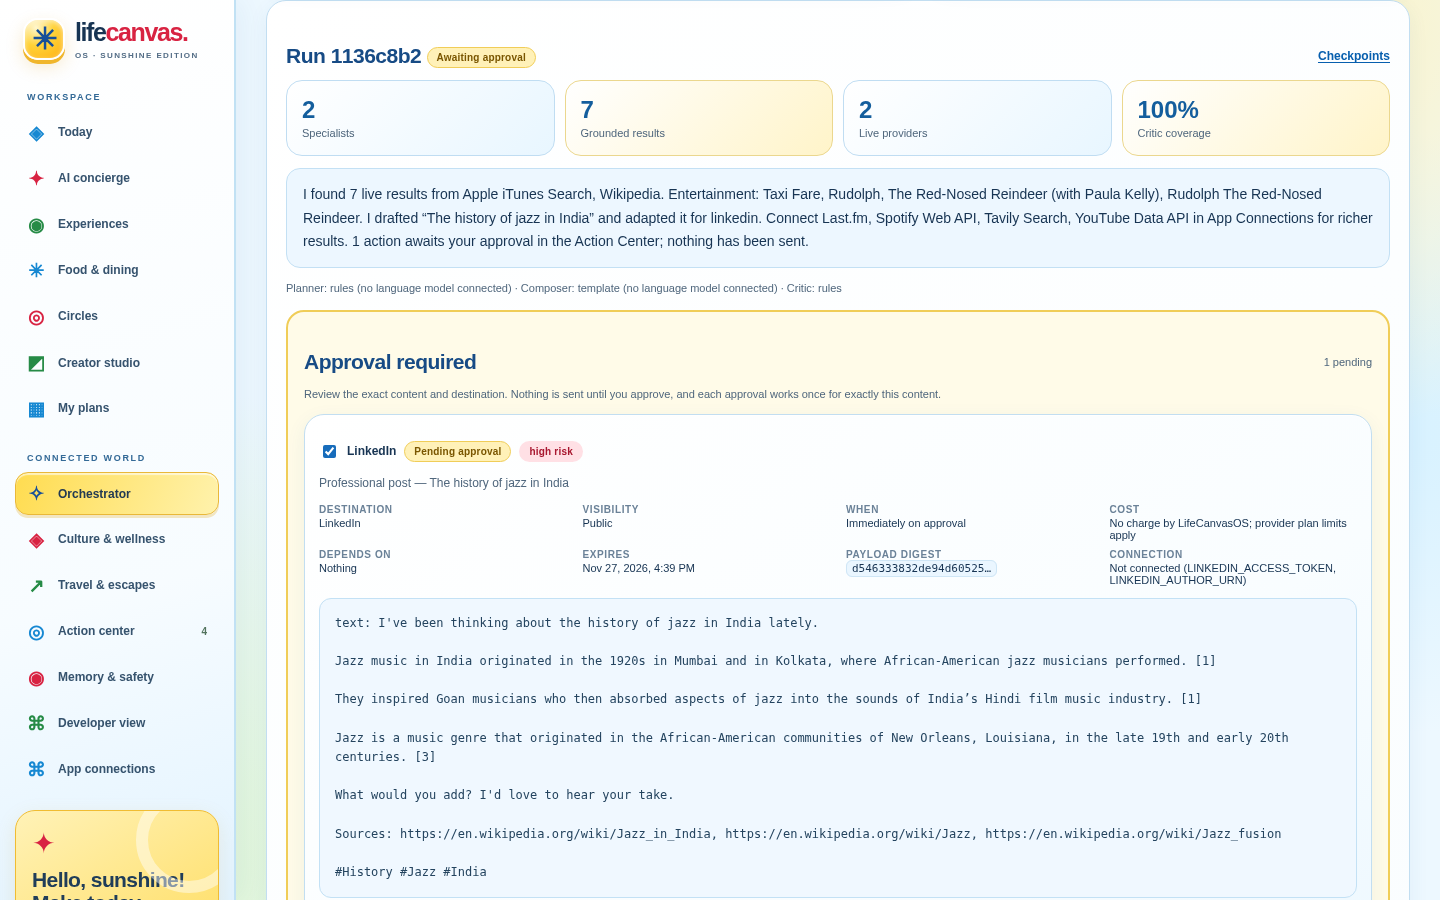 lifecanvas.
OS · SUNSHINE EDITION
WORKSPACE
Today
AI concierge
Experiences
Food & dining
Circles
Creator studio
My plans
CONNECTED WORLD
Orchestrator
Culture & wellness
Travel & escapes
Action center 4
Memory & safety
Developer view
App connections
Hello, sunshine!
Run 1136c8b2 Awaiting approval Checkpoints
2
Specialists
7
Grounded results
2
Live providers
100%
Critic coverage
I found 7 live results from Apple iTunes Search, Wikipedia. Entertainment: Taxi Fare, Rudolph, The Red-Nosed Reindeer (with Paula Kelly), Rudolph The Red-Nosed
Reindeer. I drafted “The history of jazz in India” and adapted it for linkedin. Connect Last.fm, Spotify Web API, Tavily Search, YouTube Data API in App Connections for richer
results. 1 action awaits your approval in the Action Center; nothing has been sent.
Planner: rules (no language model connected) · Composer: template (no language model connected) · Critic: rules
Approval required 1 pending
Review the exact content and destination. Nothing is sent until you approve, and each approval works once for exactly this content.
LinkedIn Pending approval high risk
Professional post — The history of jazz in India
DESTINATION
LinkedIn
VISIBILITY
Public
WHEN
Immediately on approval
COST
No charge by LifeCanvasOS; provider plan limits
apply
DEPENDS ON
Nothing
EXPIRES
Nov 27, 2026, 4:39 PM
PAYLOAD DIGEST
d546333832de94d60525…
CONNECTION
Not connected (LINKEDIN_ACCESS_TOKEN,
LINKEDIN_AUTHOR_URN)
text: I've been thinking about the history of jazz in India lately.
Jazz music in India originated in the 1920s in Mumbai and in Kolkata, where African-American jazz musicians performed. [1]
They inspired Goan musicians who then absorbed aspects of jazz into the sounds of India’s Hindi film music industry. [1]
Jazz is a music genre that originated in the African-American communities of New Orleans, Louisiana, in the late 19th and early 20th
centuries. [3]
What would you add? I'd love to hear your take.
Sources: https://en.wikipedia.org/wiki/Jazz_in_India, https://en.wikipedia.org/wiki/Jazz, https://en.wikipedia.org/wiki/Jazz_fusion
#History #Jazz #India